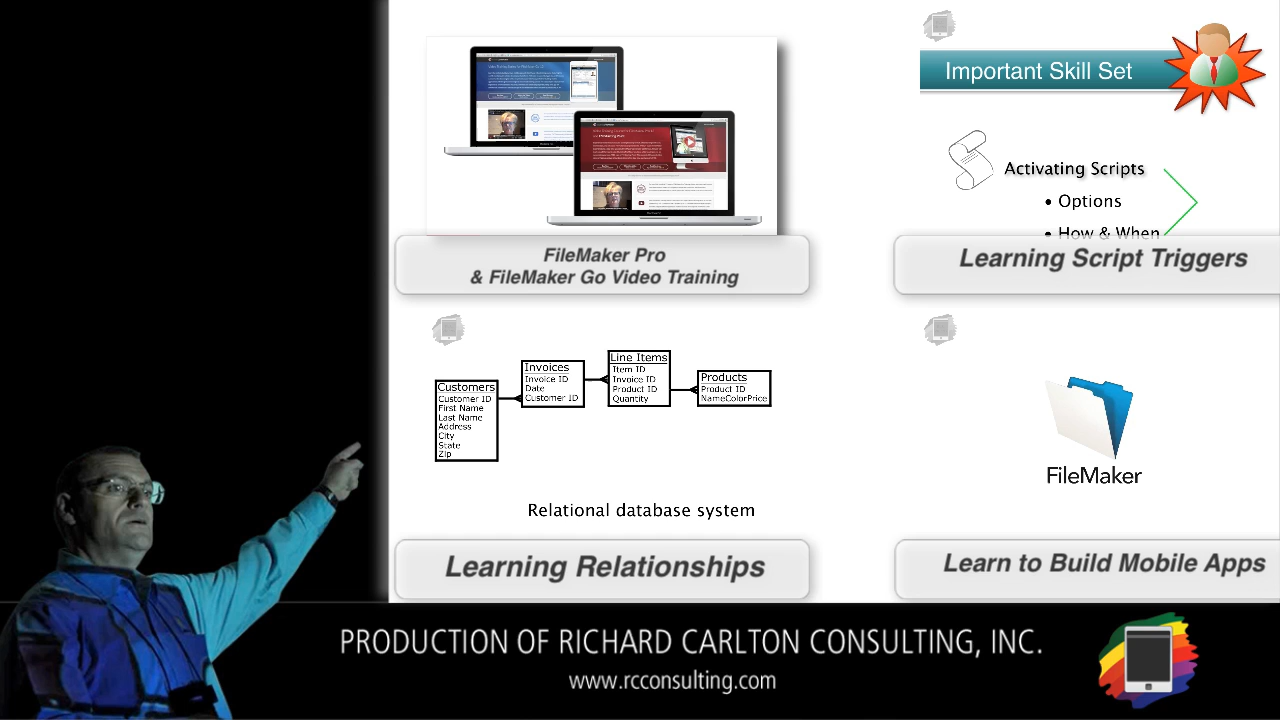 Important Skill Set
Activating Scripts
• Options
• How & When
FileMaker Pro
& FileMaker Go Video Training
Learning Script Triggers
Customers
Customer ID
First Name
Last Name
Address
City
State
Zip
Invoices
Invoice ID
Date
Customer ID
Line Items
Item ID
Invoice ID
Product ID
Quantity
Products
Product ID
NameColorPrice
Relational database system
FileMaker
Learning Relationships
Learn to Build Mobile Apps
PRODUCTION OF RICHARD CARLTON CONSULTING, INC.
www.rcconsulting.com